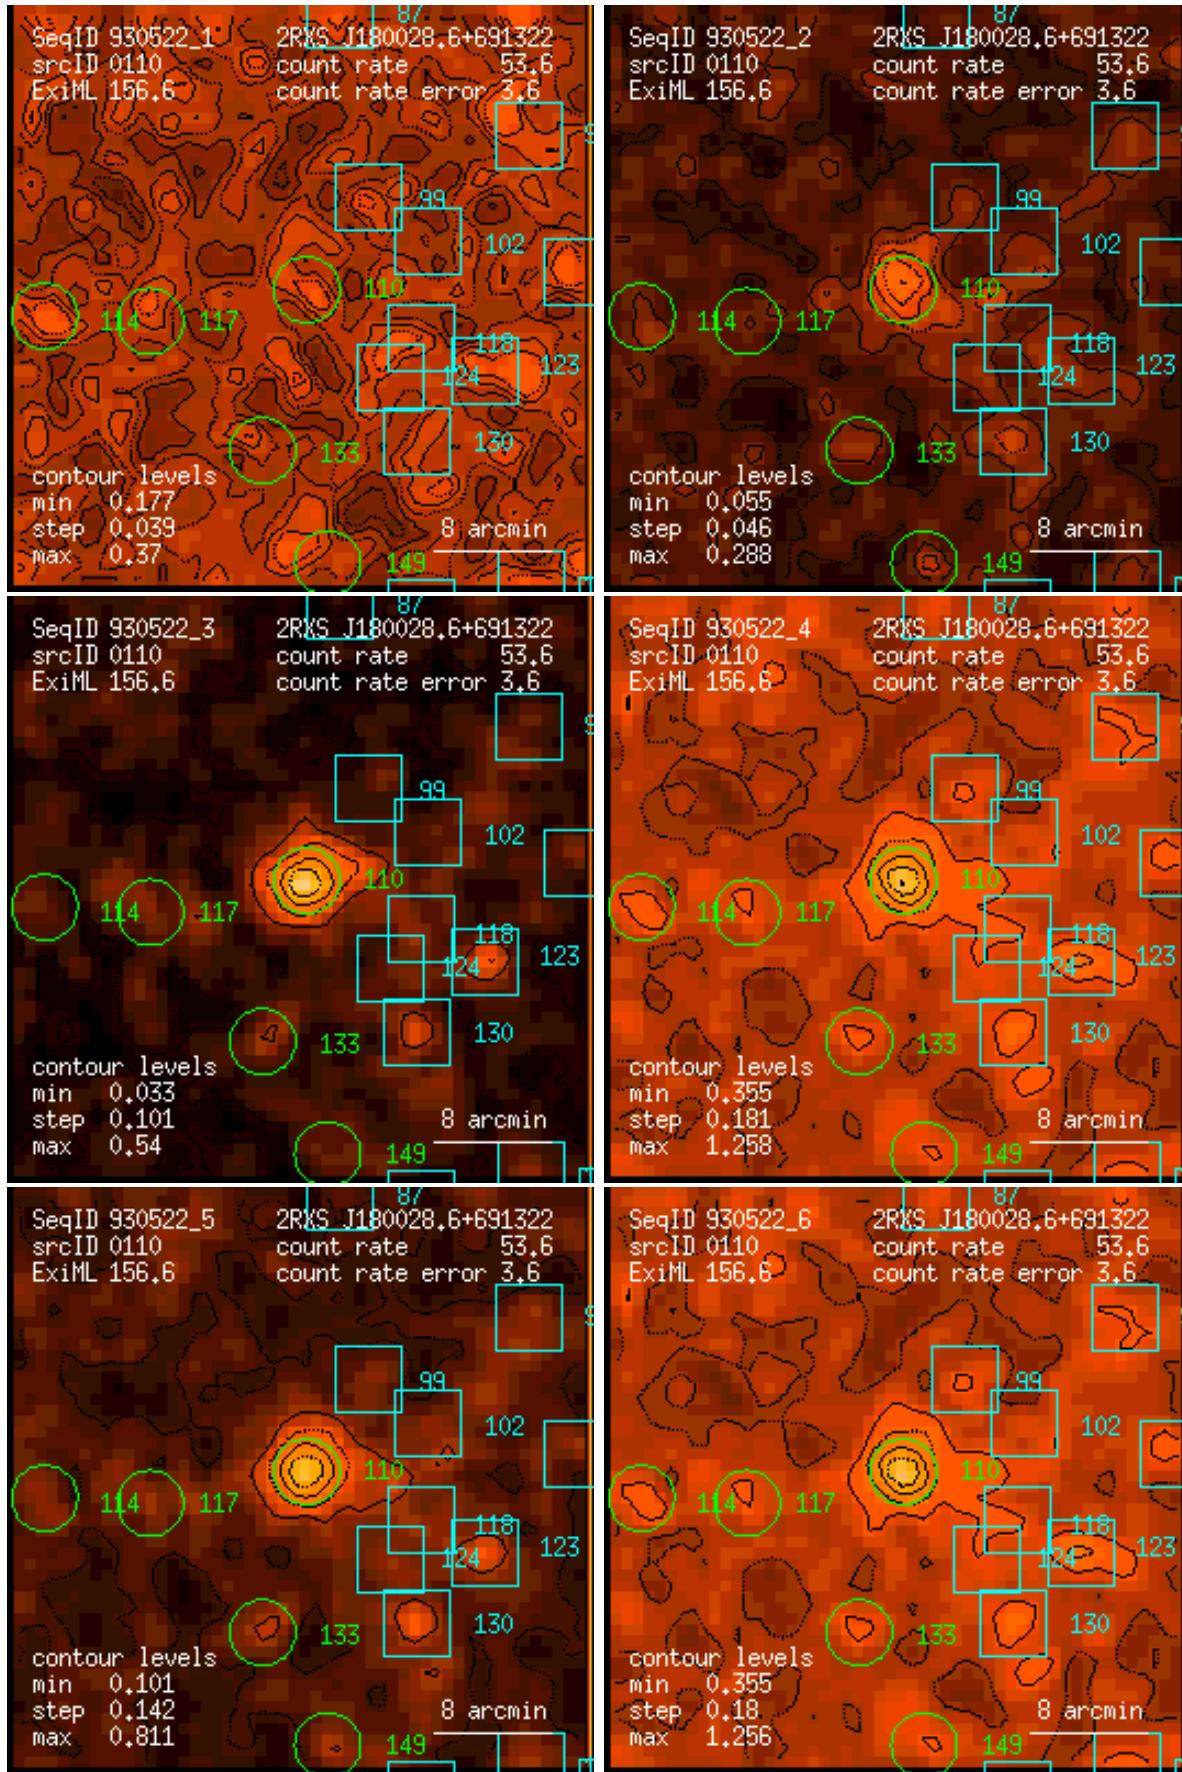 87
SeqID 930522_1 2RXS J180028.6+691322
srcID 0110 count rate 53.6
ExiML 156.6 count rate error 3.6
99
102
110
114 117
118
123
124
130
133
contour levels
min 0.177
step 0.039 8 arcmin
max 0.37
149
87
SeqID 930522_2 2RXS J180028.6+691322
srcID 0110 count rate 53.6
ExiML 156.6 count rate error 3.6
99
102
110
114 117
118
123
124
130
133
contour levels
min 0.055
step 0.046 8 arcmin
max 0.288
149
87
SeqID 930522_3 2RXS J180028.6+691322
srcID 0110 count rate 53.6
ExiML 156.6 count rate error 3.6
99
102
110
114 117
118
123
124
130
133
contour levels
min 0.033
step 0.101 8 arcmin
max 0.54
149
87
SeqID 930522_4 2RXS J180028.6+691322
srcID 0110 count rate 53.6
ExiML 156.6 count rate error 3.6
99
102
110
114 117
118
123
124
130
133
contour levels
min 0.355
step 0.181 8 arcmin
max 1.258
149
87
SeqID 930522_5 2RXS J180028.6+691322
srcID 0110 count rate 53.6
ExiML 156.6 count rate error 3.6
99
102
110
114 117
118
123
124
130
133
contour levels
min 0.101
step 0.142 8 arcmin
max 0.811
149
87
SeqID 930522_6 2RXS J180028.6+691322
srcID 0110 count rate 53.6
ExiML 156.6 count rate error 3.6
99
102
110
114 117
118
123
124
130
133
contour levels
min 0.355
step 0.18 8 arcmin
max 1.256
149